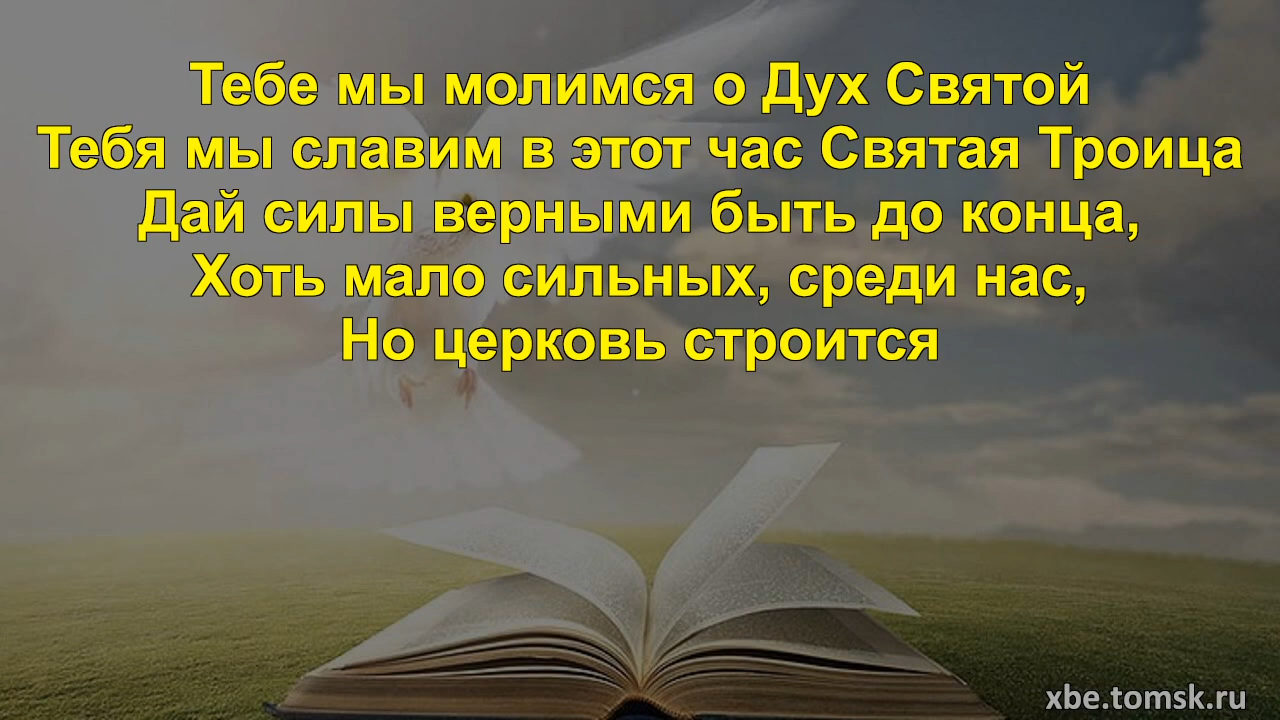 Тебе мы молимся о Дух Святой
Тебя мы славим в этот час Святая Троица
Дай силы верными быть до конца,
Хоть мало сильных, среди нас,
Но церковь строится
xbe.tomsk.ru